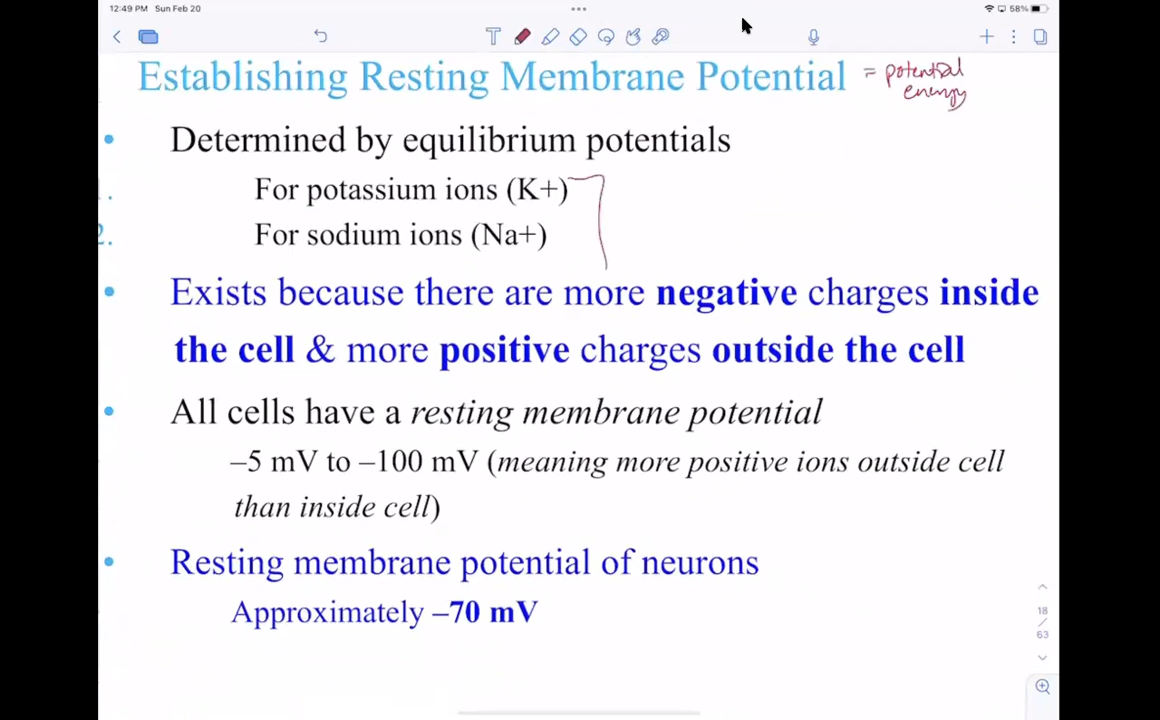 12:49 PM Sun Feb 20
58%
Establishing Resting Membrane Potential = potential energy
• Determined by equilibrium potentials
1. For potassium ions (K+)
2. For sodium ions (Na+)
• Exists because there are more negative charges inside
the cell & more positive charges outside the cell
• All cells have a resting membrane potential
–5 mV to –100 mV (meaning more positive ions outside cell
than inside cell)
• Resting membrane potential of neurons
Approximately –70 mV
18
/
63